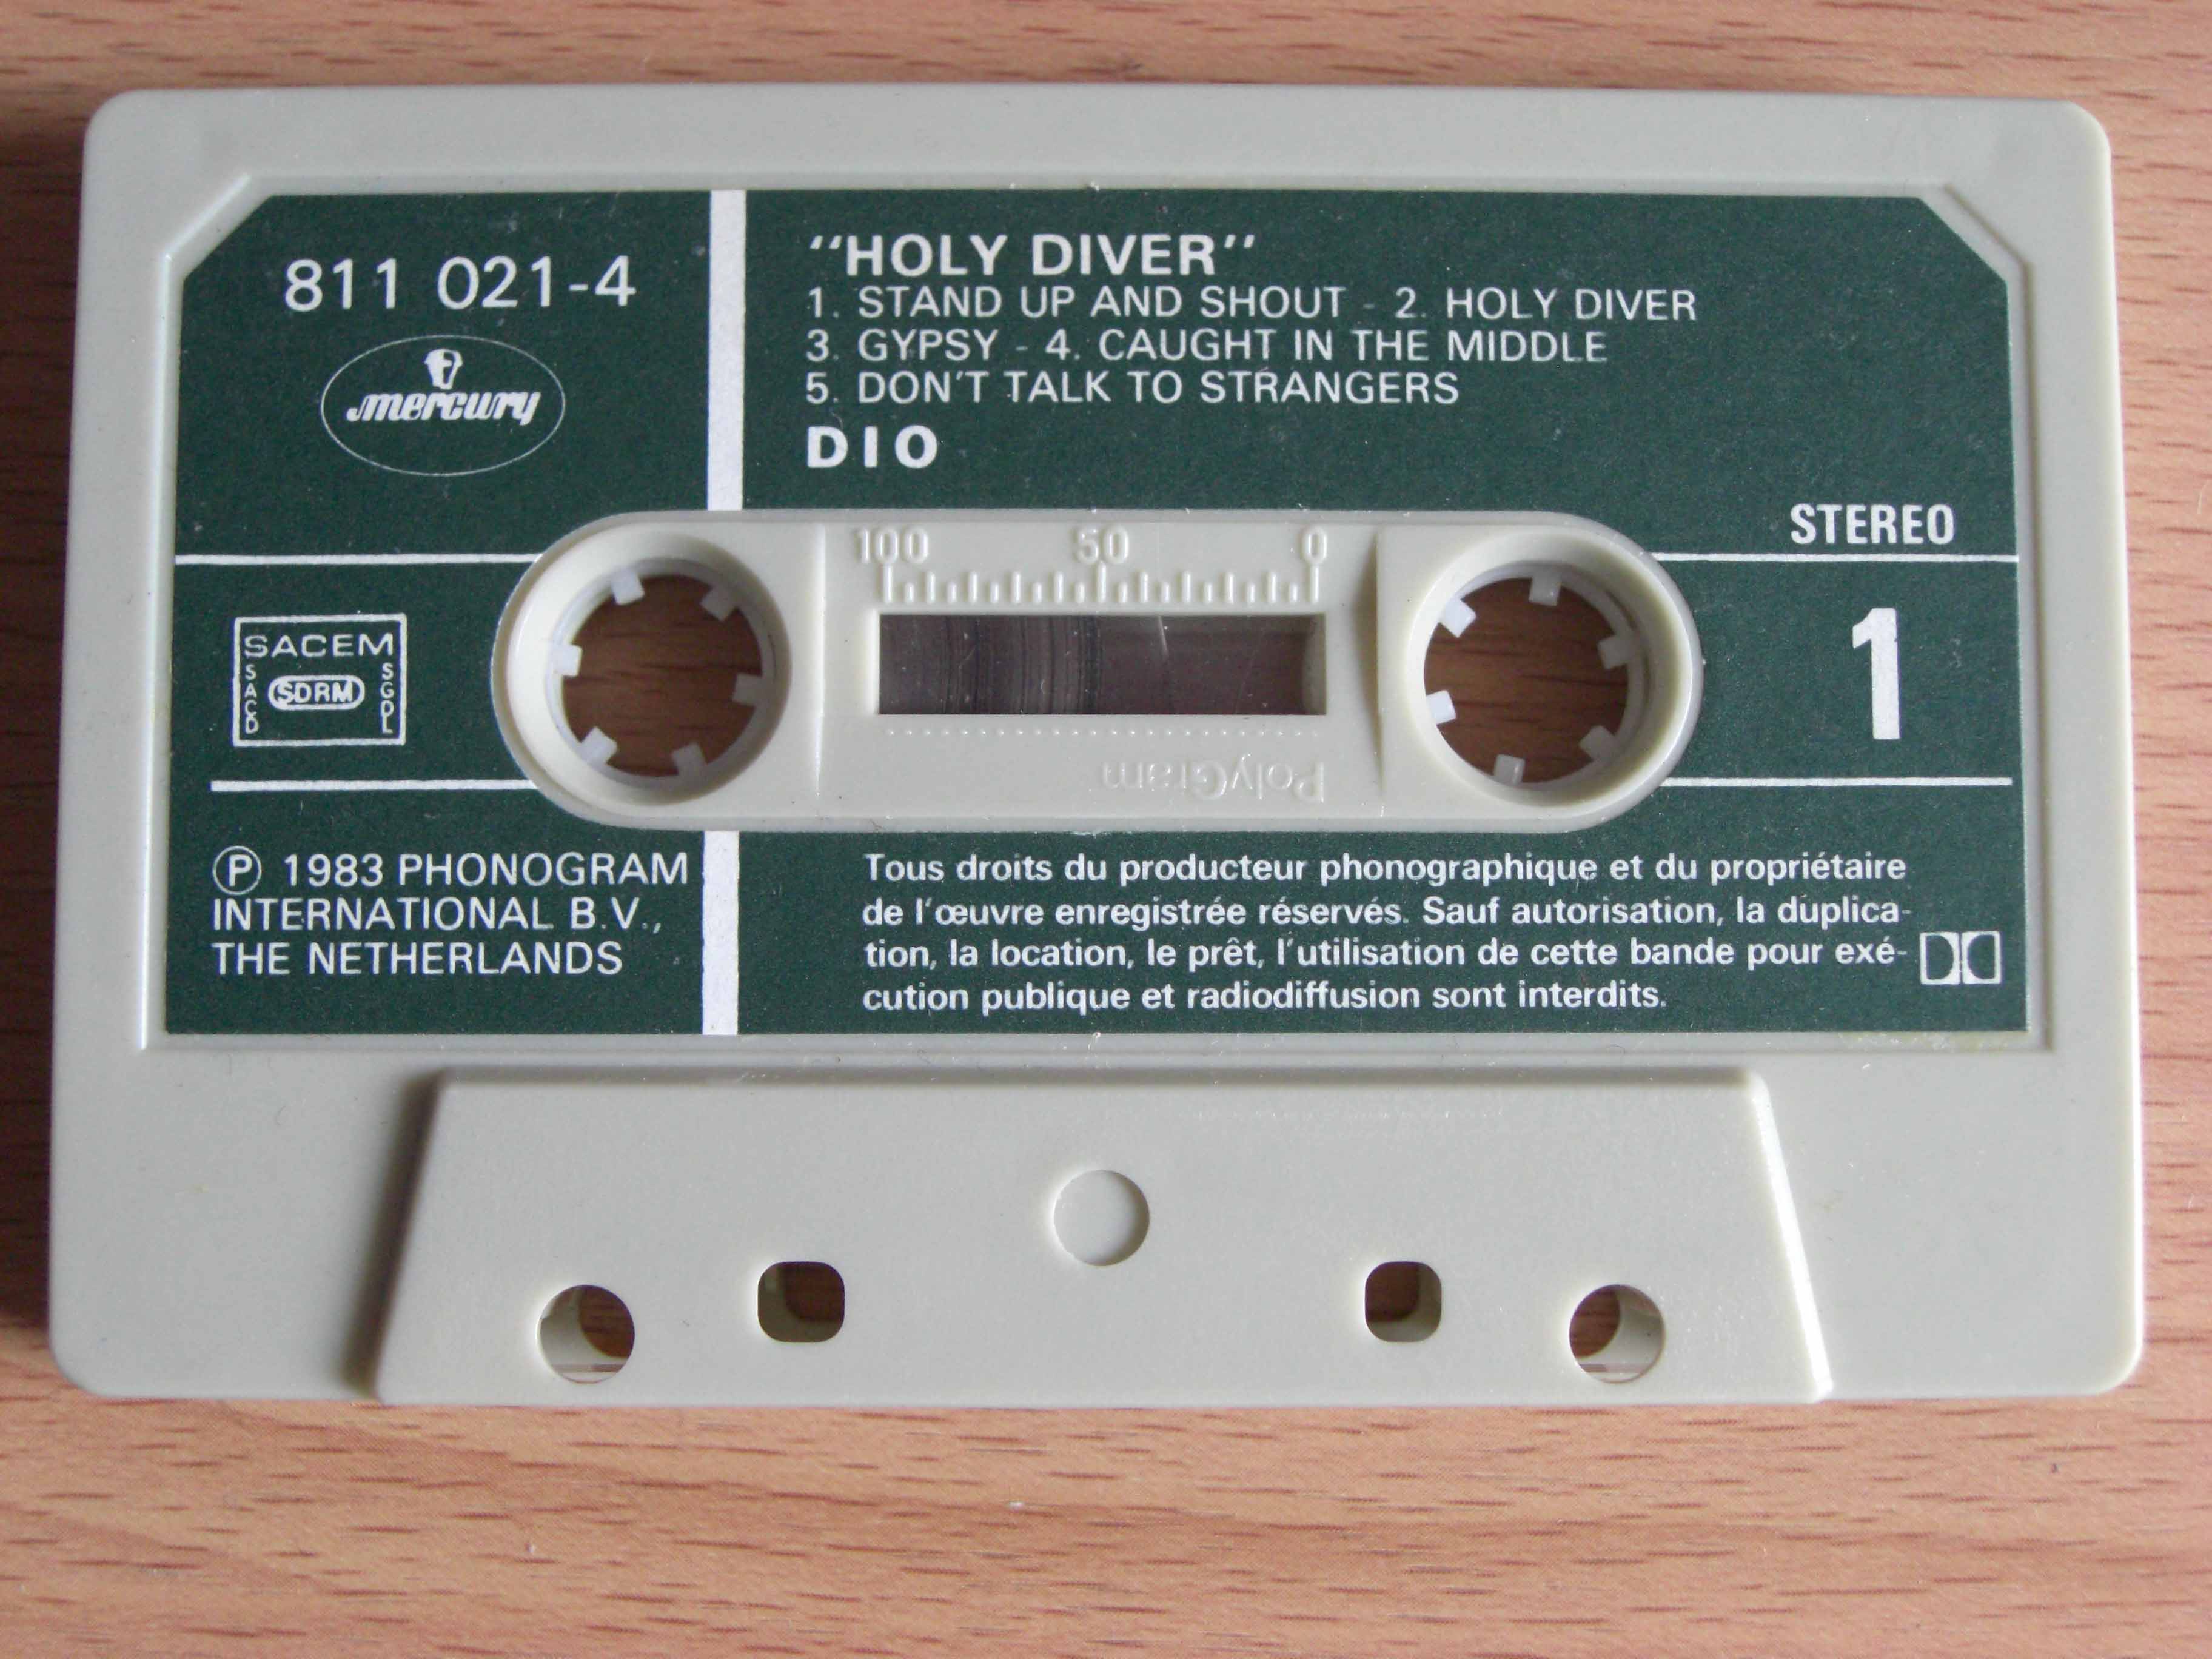 811 021-4
mercury
"HOLY DIVER"
1. STAND UP AND SHOUT - 2. HOLY DIVER
3. GYPSY - 4. CAUGHT IN THE MIDDLE
5. DON'T TALK TO STRANGERS
DIO
STEREO
100 50 0
SACEM
SACD
SDRM
SGDL
1
PolyGram
Ⓟ 1983 PHONOGRAM
INTERNATIONAL B.V.,
THE NETHERLANDS
Tous droits du producteur phonographique et du propriétaire
de l'œuvre enregistrée réservés. Sauf autorisation, la duplica-
tion, la location, le prêt, l'utilisation de cette bande pour exé-
cution publique et radiodiffusion sont interdits.